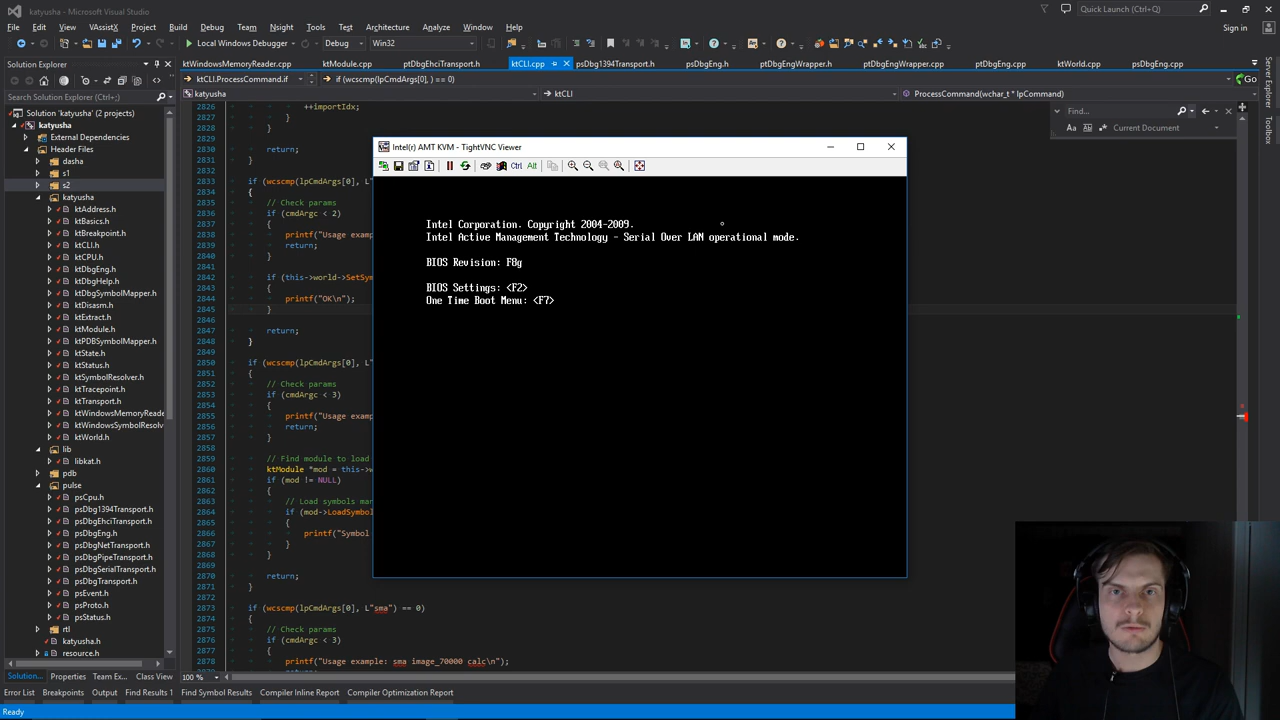 katyusha - Microsoft Visual Studio
Quick Launch (Ctrl+Q)
File Edit View VAssistX Project Build Debug Team Nsight Tools Test Architecture Analyze Window Help
Sign in
Local Windows Debugger Debug Win32
Solution Explorer
ktWindowsMemoryReader.cpp ktModule.cpp ptDbgEhciTransport.h ktCLI.cpp psDbg1394Transport.h psDbgEng.h ptDbgEngWrapper.h ptDbgEngWrapper.cpp ptDbgEng.cpp ktWorld.cpp psDbgEng.cpp
ktCLI.ProcessCommand.if if (wcscmp(lpCmdArgs[0], ) == 0) Go
katyusha ktCLI ProcessCommand(wchar_t * lpCommand)
Search Solution Explorer (Ctrl+;)
Find...
Current Document
Server Explorer
Toolbox
Solution 'katyusha' (2 projects)
katyusha
External Dependencies
Header Files
dasha
s1
s2
katyusha
ktAddress.h
ktBasics.h
ktBreakpoint.h
ktCLI.h
ktCPU.h
ktDbgEng.h
ktDbgHelp.h
ktDbgSymbolMapper.h
ktDisasm.h
ktExtract.h
ktModule.h
ktPDBSymbolMapper.h
ktState.h
ktStatus.h
ktSymbolResolver.h
ktTracepoint.h
ktTransport.h
ktWindowsMemoryReade
ktWindowsSymbolResolv
ktWorld.h
lib
libkat.h
pdb
pulse
psCpu.h
psDbg1394Transport.h
psDbgEhciTransport.h
psDbgEng.h
psDbgNetTransport.h
psDbgPipeTransport.h
psDbgSerialTransport.h
psDbgTransport.h
psEvent.h
psProto.h
psStatus.h
rtl
katyusha.h
resource.h
2826 ++importIdx;
2827 }
2828 }
2829
2830 return;
2831 }
2832
2833 if (wcscmp(lpCmdArgs[0], L"
2834 {
2835 // Check params
2836 if (cmdArgc < 2)
2837 {
2838 printf("Usage exam
2839 return;
2840 }
2841
2842 if (this->world->SetSym
2843 {
2844 printf("OK\n");
2845 }
2846
2847 return;
2848 }
2849
2850 if (wcscmp(lpCmdArgs[0], L"
2851 {
2852 // Check params
2853 if (cmdArgc < 3)
2854 {
2855 printf("Usage examp
2856 return;
2857 }
2858
2859 // Find module to load
2860 ktModule *mod = this->w
2861 if (mod != NULL)
2862 {
2863 // Load symbols man
2864 if (mod->LoadSymbol
2865 {
2866 printf("Symbol
2867 }
2868 }
2869
2870 return;
2871 }
2872
2873 if (wcscmp(lpCmdArgs[0], L"sma") == 0)
2874 {
2875 // Check params
2876 if (cmdArgc < 3)
2877 {
2878 printf("Usage example: sma image_70000 calc\n");
Intel(r) AMT KVM - TightVNC Viewer
Ctrl Alt
Intel Corporation. Copyright 2004-2009.
Intel Active Management Technology - Serial Over LAN operational mode.
BIOS Revision: F8g
BIOS Settings: <F2>
One Time Boot Menu: <F7>
Solution... Properties Team Ex... Class View
100 %
Error List Breakpoints Output Find Results 1 Find Symbol Results Compiler Inline Report Compiler Optimization Report
Ready